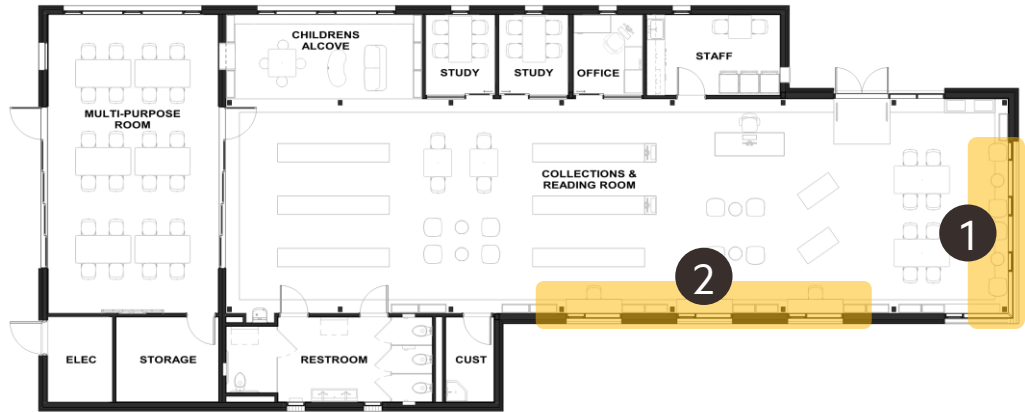 CHILDRENS
ALCOVE
STUDY
STUDY
OFFICE
STAFF
MULTI-PURPOSE
ROOM
COLLECTIONS &
READING ROOM
1
2
ELEC
STORAGE
RESTROOM
CUST